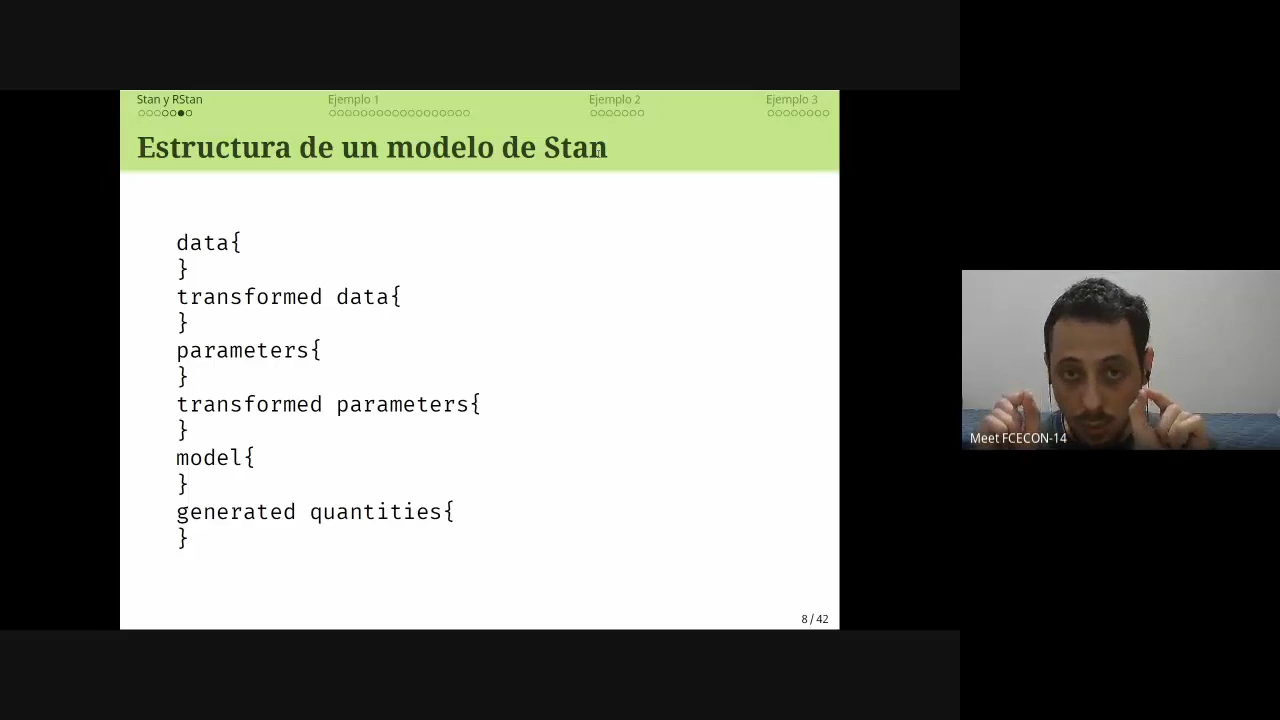 Stan y RStan
Ejemplo 1
Ejemplo 2
Ejemplo 3
Estructura de un modelo de Stan
data{
}
transformed data{
}
parameters{
}
transformed parameters{
}
model{
}
generated quantities{
}
8 / 42
Meet FCECON-14